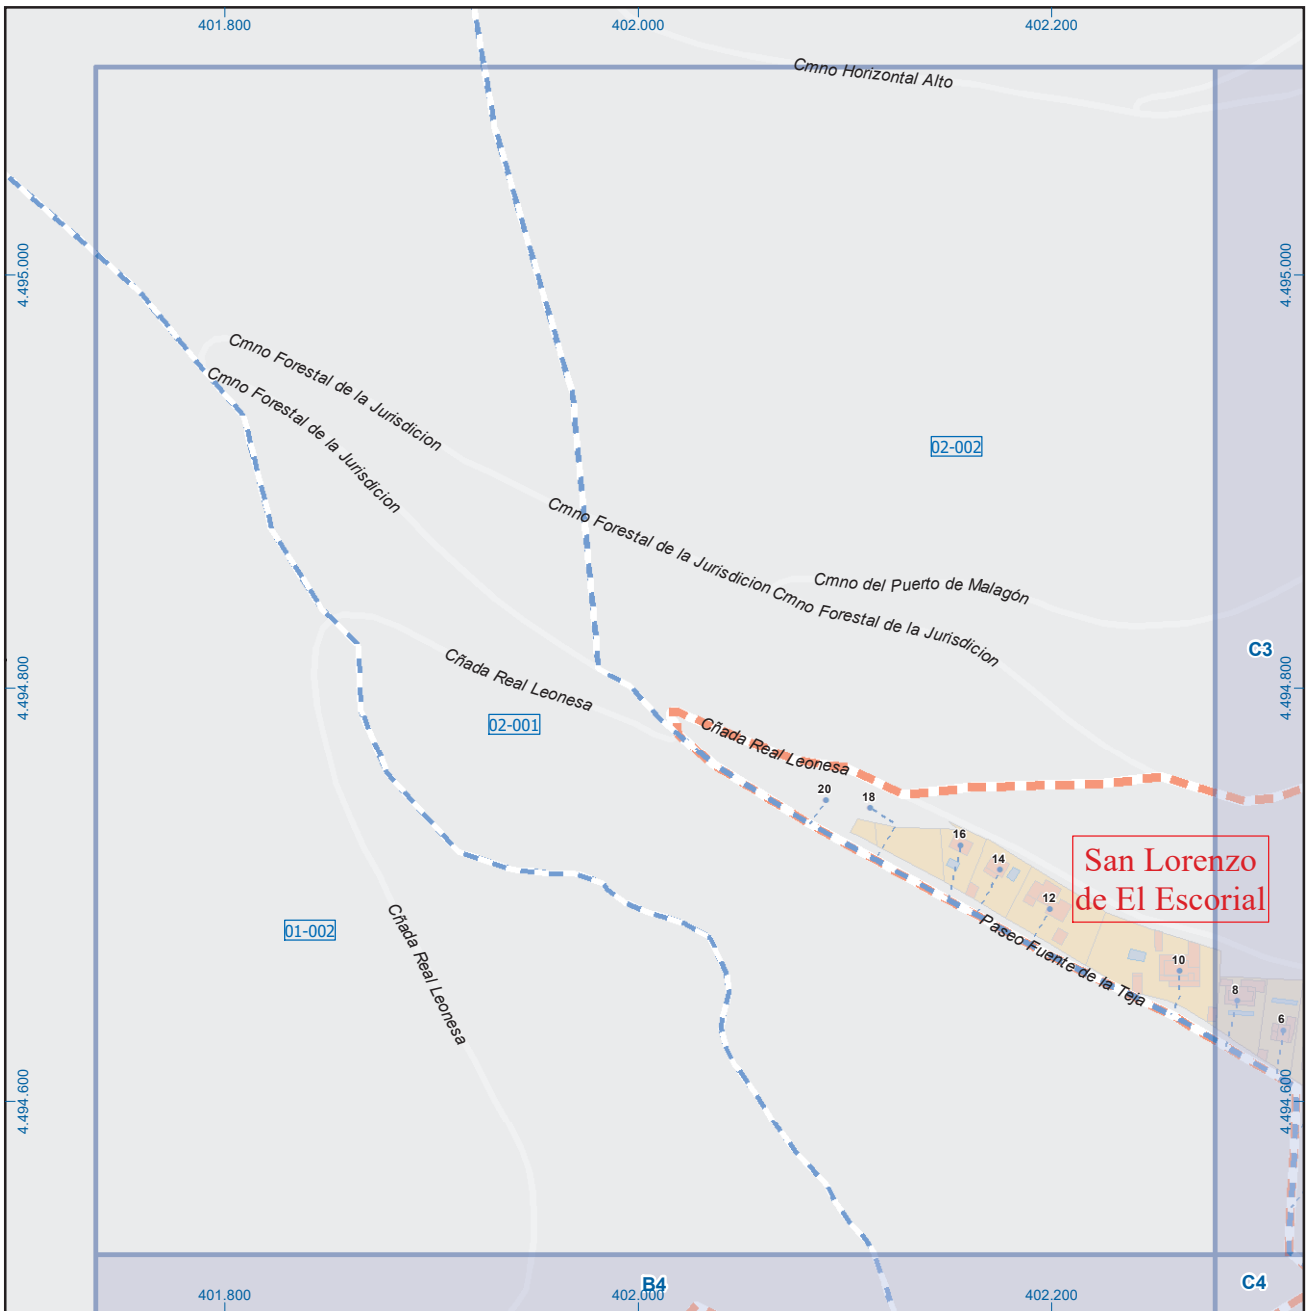 401.800
402.000
402.200
Cmno Horizontal Alto
4.495.000
4.495.000
Cmno Forestal de la Jurisdicion
Cmno Forestal de la Jurisdicion
02-002
Cmno Forestal de la Jurisdicion
Cmno del Puerto de Malagón
Cmno Forestal de la Jurisdicion
C3
4.494.800
4.494.800
Cñada Real Leonesa
02-001
Cñada Real Leonesa
20
18
16
14
12
10
8
6
San Lorenzo
de El Escorial
01-002
Cñada Real Leonesa
Paseo Fuente de la Teja
4.494.600
4.494.600
B4
C4
401.800
402.000
402.200